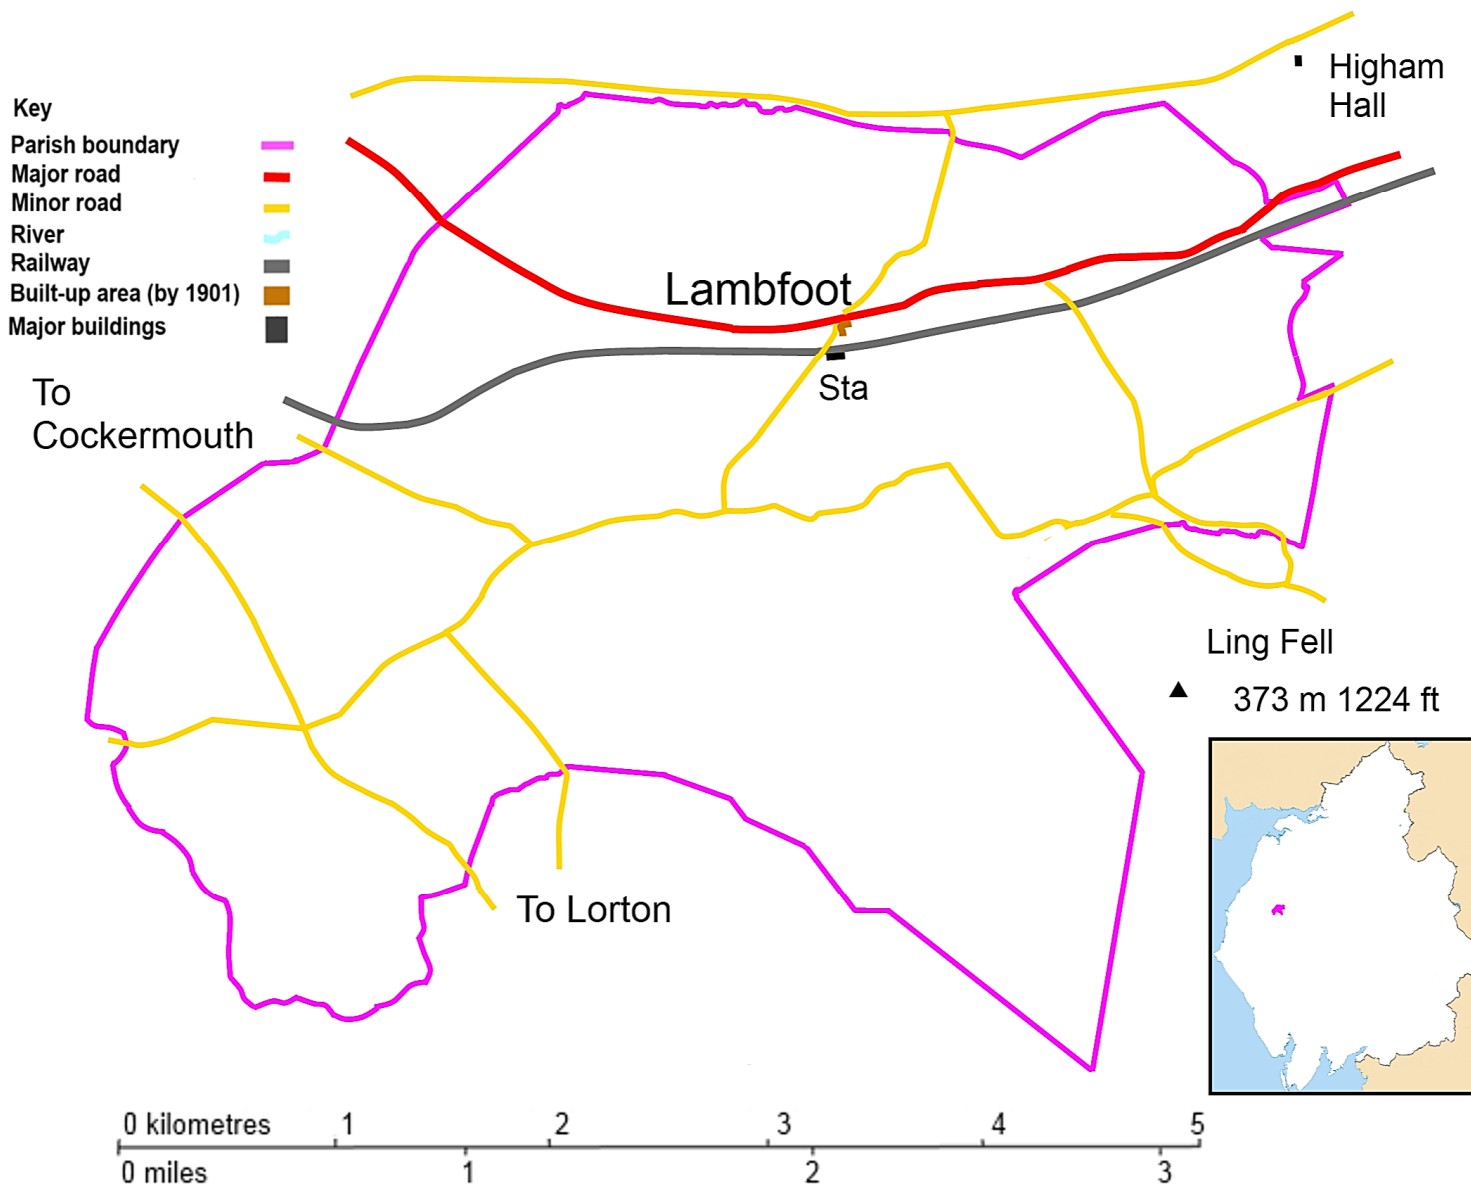 Higham
Hall
Key
Parish boundary
Major road
Minor road
River
Railway
Built-up area (by 1901)
Major buildings
Lambfoot
Sta
To
Cockermouth
Ling Fell
373 m 1224 ft
To Lorton
0 kilometres 1 2 3 4 5
0 miles 1 2 3